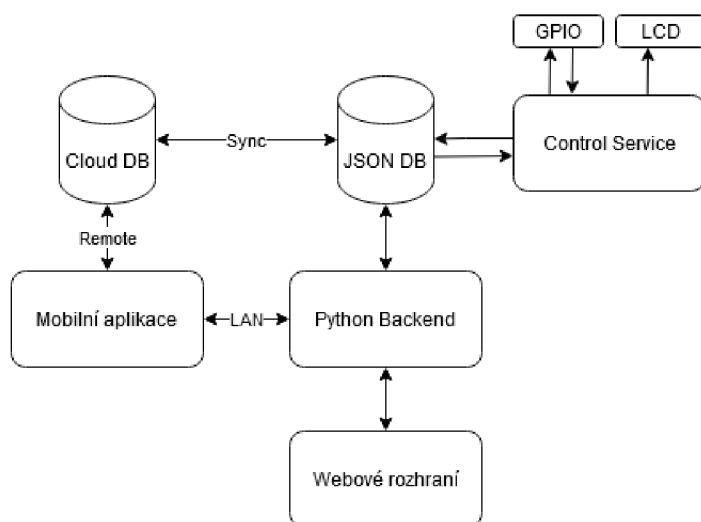 GPIO
LCD
Cloud DB
Sync
JSON DB
Control Service
Remote
Mobilní aplikace
LAN
Python Backend
Webové rozhraní